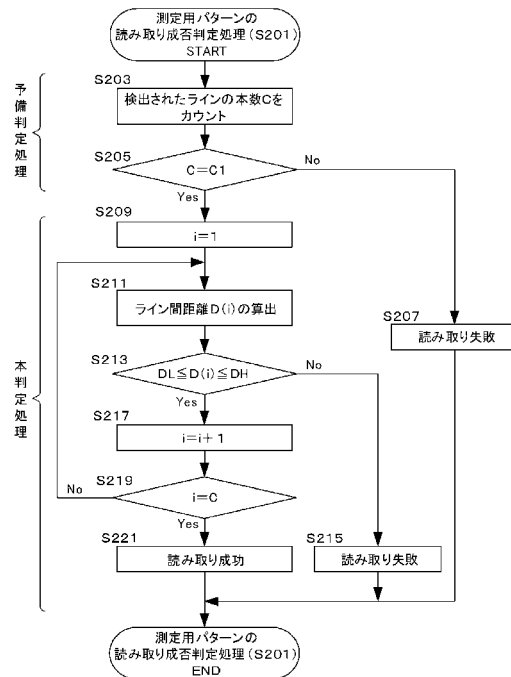 測定用パターンの
読み取り成否判定処理(S201)
START
予備判定処理
S203
検出されたラインの本数Cを
カウント
S205
C=C1
No
Yes
本判定処理
S209
i=1
S211
ライン間距離D(i)の算出
S207
読み取り失敗
S213
DL≦D(i)≦DH
No
Yes
S217
i=i+1
S219
i=C
No
Yes
S221
読み取り成功
S215
読み取り失敗
測定用パターンの
読み取り成否判定処理(S201)
END